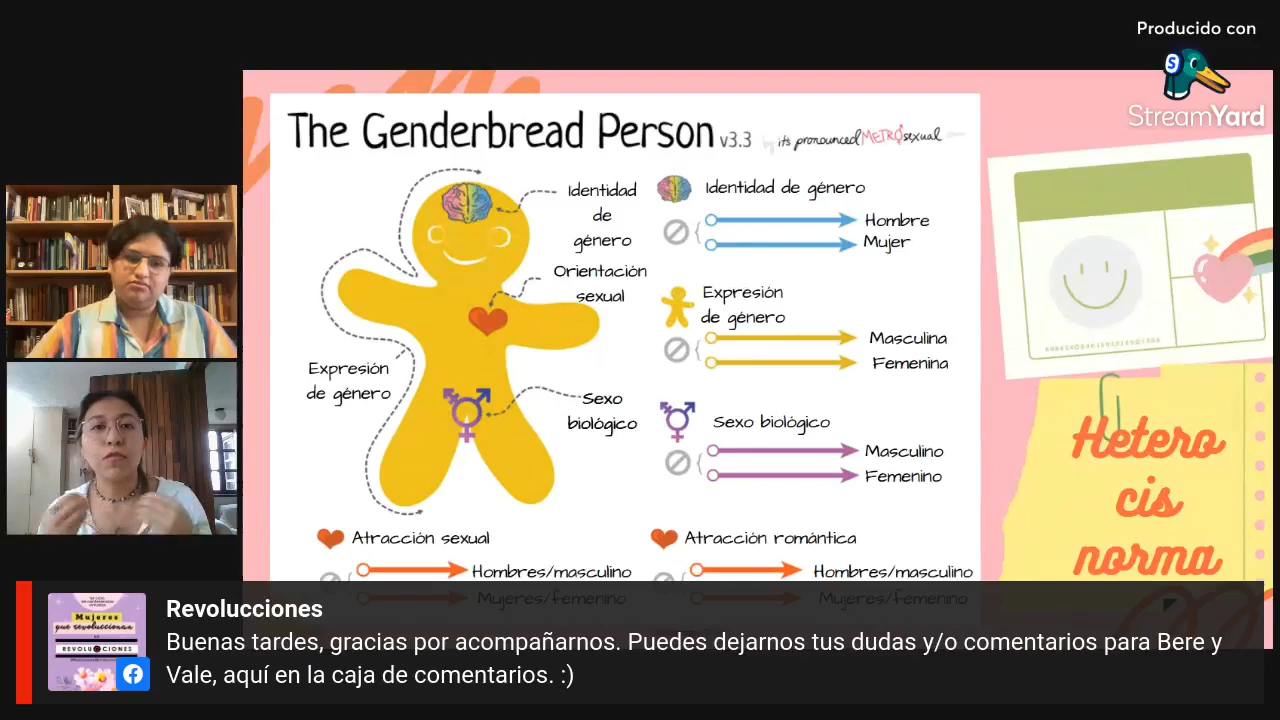 Producido con
StreamYard
The Genderbread Person v3.3 by it's pronounced METROsexual
Identidad
de
género
Orientación
sexual
Expresión
de género
Sexo
biológico
Identidad de género
Hombre
Mujer
Expresión
de género
Masculina
Femenina
Sexo biológico
Masculino
Femenino
Atracción sexual
Hombres/masculino
Mujeres/femenino
Atracción romántica
Hombres/masculino
Mujeres/femenino
Hetero
cis
norma
Mujeres
que revolucionan
REVOLUCIONES
Revolucciones
Buenas tardes, gracias por acompañarnos. Puedes dejarnos tus dudas y/o comentarios para Bere y
Vale, aquí en la caja de comentarios. :)